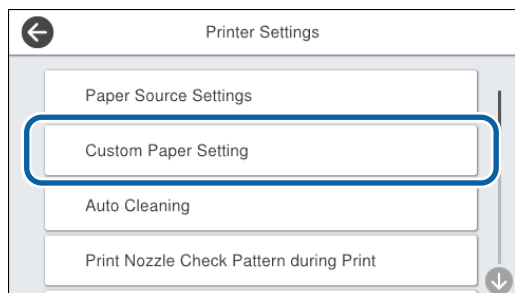 Printer Settings
Paper Source Settings
Custom Paper Setting
Auto Cleaning
Print Nozzle Check Pattern during Print